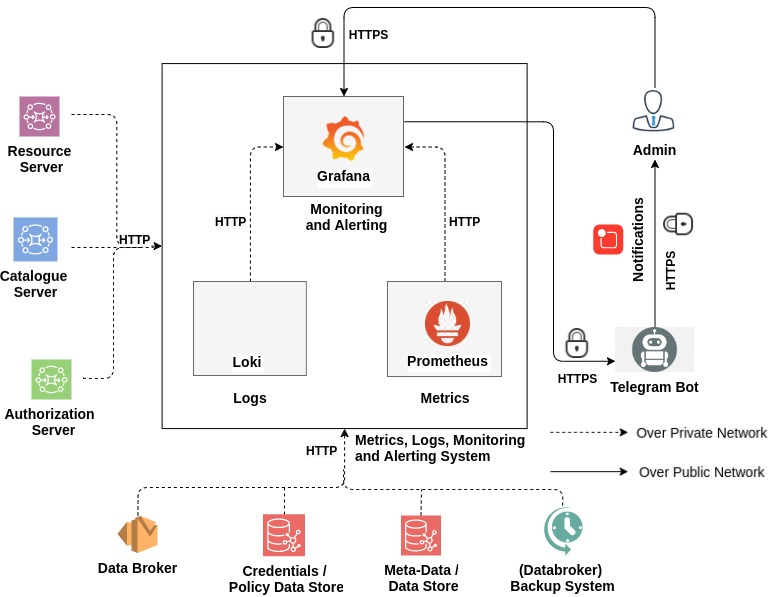 HTTPS
Resource
Server
Grafana
Admin
Monitoring
and Alerting
HTTP
HTTP
Notifications
HTTPS
Catalogue
Server
HTTP
Loki
Prometheus
Logs
Metrics
HTTPS
Telegram Bot
Authorization
Server
HTTP
Metrics, Logs, Monitoring
and Alerting System
Over Private Network
Over Public Network
Data Broker
Credentials /
Policy Data Store
Meta-Data /
Data Store
(Databroker)
Backup System